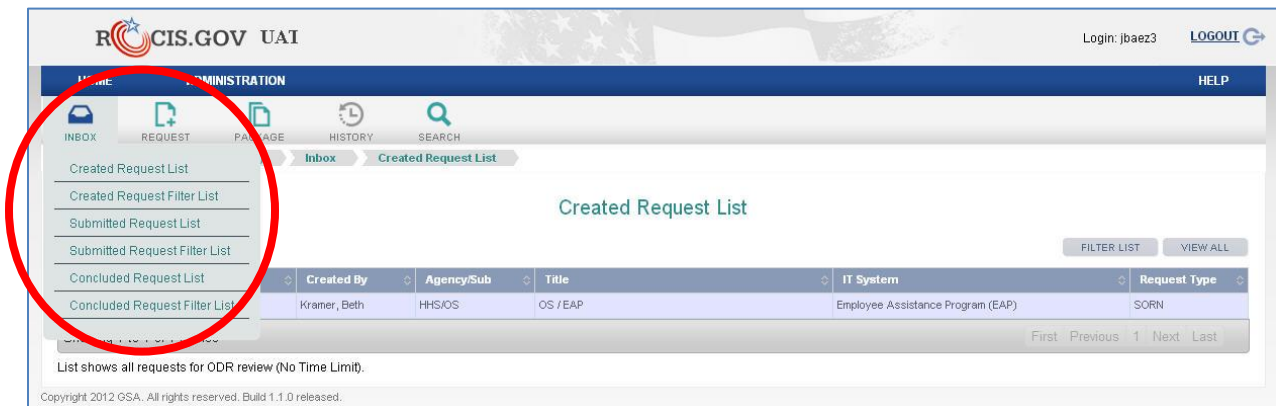 ROCIS.GOV UAI
Login: jbaez3 LOGOUT
HOME ADMINISTRATION HELP
INBOX REQUEST PACKAGE HISTORY SEARCH
Inbox Created Request List
Created Request List
Created Request Filter List
Submitted Request List
Submitted Request Filter List
Concluded Request List
Concluded Request Filter List
Created Request List
FILTER LIST VIEW ALL
Created By Agency/Sub Title IT System Request Type
Kramer, Beth HHS/OS OS / EAP Employee Assistance Program (EAP) SORN
First Previous 1 Next Last
List shows all requests for ODR review (No Time Limit).
Copyright 2012 GSA. All rights reserved. Build 1.1.0 released.